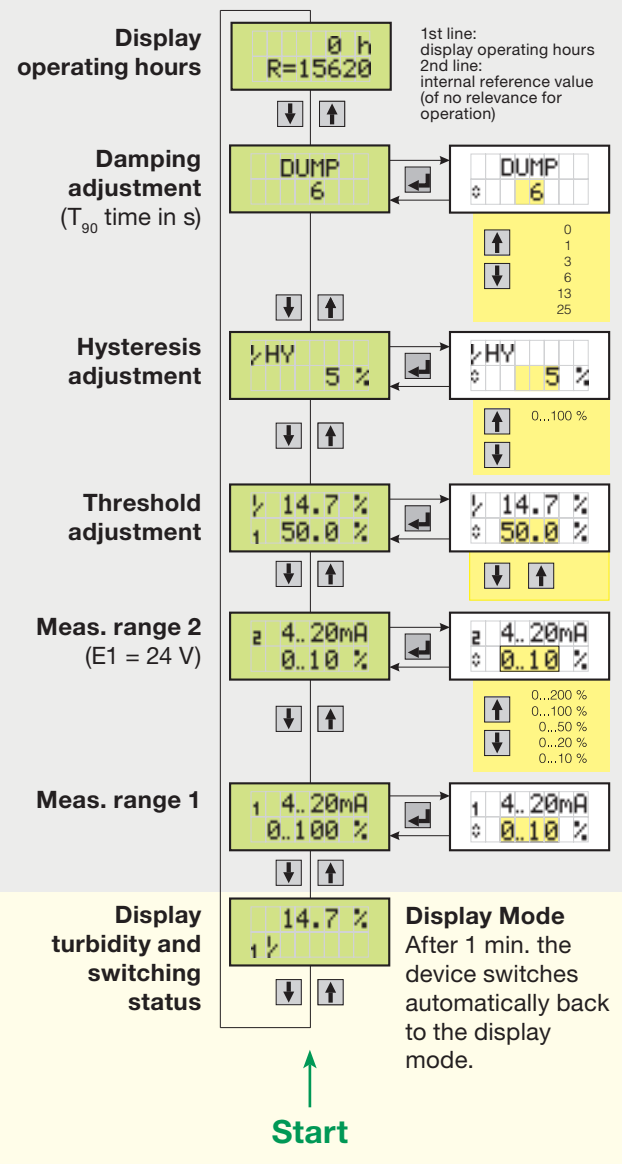 Display
operating hours
0 h
R=15620
1st line:
display operating hours
2nd line:
internal reference value
(of no relevance for
operation)
Damping
adjustment
(T90 time in s)
DUMP
6
DUMP
6
0
1
3
6
13
25
Hysteresis
adjustment
HY
5 %
HY
5 %
0...100 %
Threshold
adjustment
14.7 %
1 50.0 %
14.7 %
50.0 %
Meas. range 2
(E1 = 24 V)
2 4..20mA
0..10 %
2 4..20mA
0..10 %
0...200 %
0...100 %
0...50 %
0...20 %
0...10 %
Meas. range 1
1 4..20mA
0..100 %
1 4..20mA
0..10 %
Display
turbidity and
switching
status
14.7 %
1
Display Mode
After 1 min. the
device switches
automatically back
to the display
mode.
Start